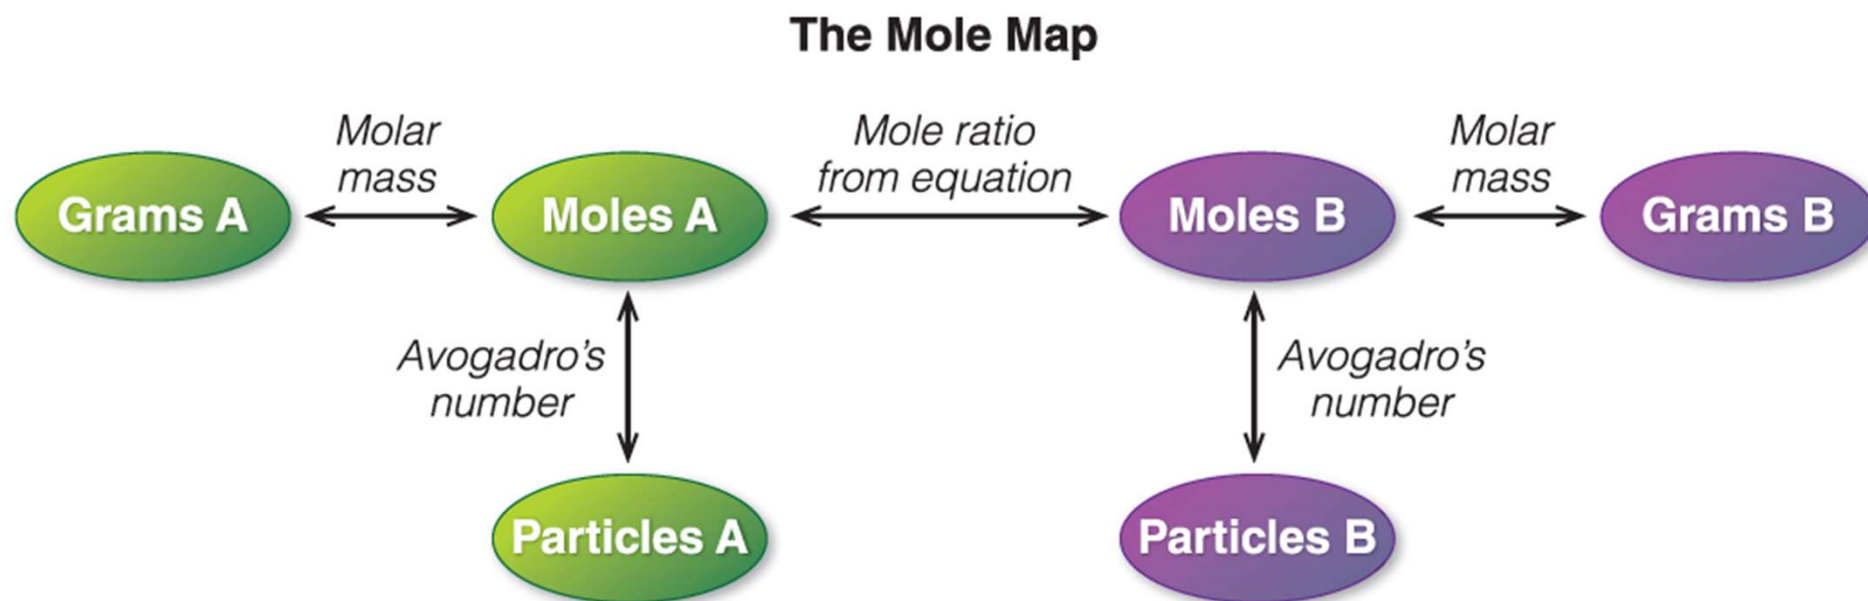 The Mole Map
Molar
mass
Mole ratio
from equation
Molar
mass
Grams A
Moles A
Moles B
Grams B
Avogadro’s
number
Avogadro’s
number
Particles A
Particles B